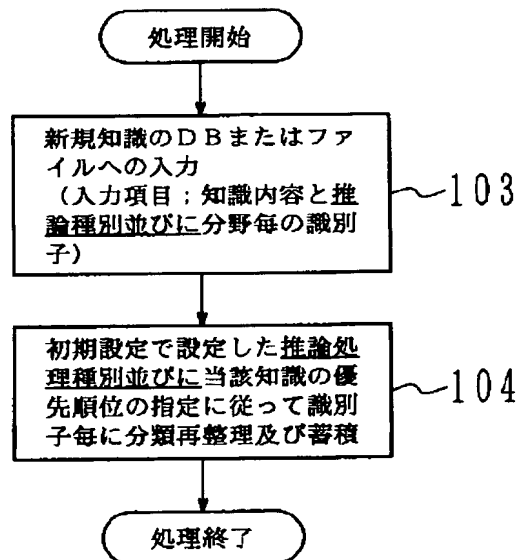 処理開始
新規知識のDBまたはファ
イルへの入力
(入力項目;知識内容と推
論種別並びに分野毎の識別
子)
103
初期設定で設定した推論処
理種別並びに当該知識の優
先順位の指定に従って識別
子毎に分類再整理及び蓄積
104
処理終了